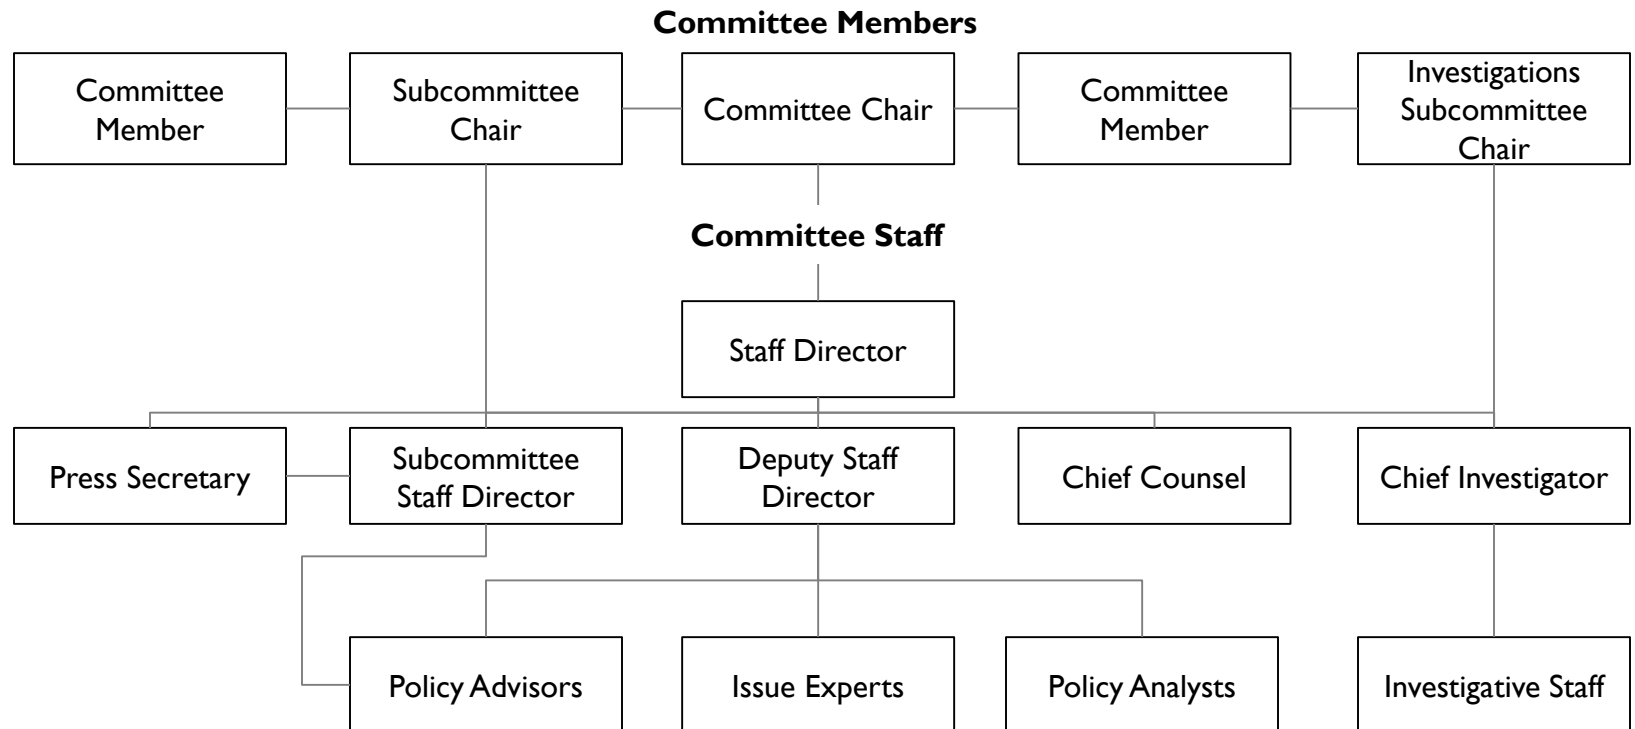 Committee Members
Committee
Member
Subcommittee
Chair
Committee Chair
Committee
Member
Investigations
Subcommittee
Chair
Committee Staff
Staff Director
Press Secretary
Subcommittee
Staff Director
Deputy Staff
Director
Chief Counsel
Chief Investigator
Policy Advisors
Issue Experts
Policy Analysts
Investigative Staff